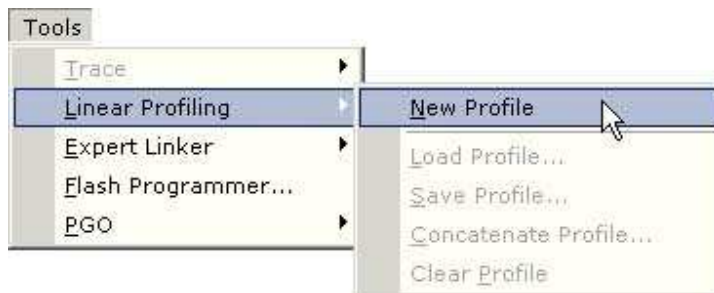 Tools
Trace
Linear Profiling
Expert Linker
Flash Programmer...
PGO
New Profile
Load Profile...
Save Profile...
Concatenate Profile...
Clear Profile